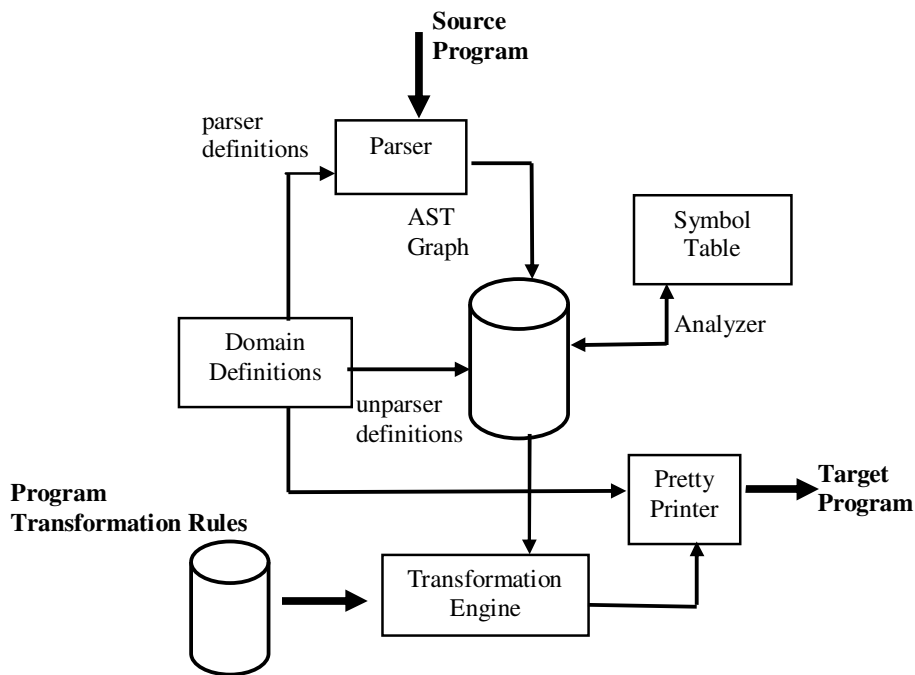 Source
Program
parser
definitions
Parser
AST
Graph
Symbol
Table
Analyzer
Domain
Definitions
unparser
definitions
Program
Transformation Rules
Pretty
Printer
Target
Program
Transformation
Engine